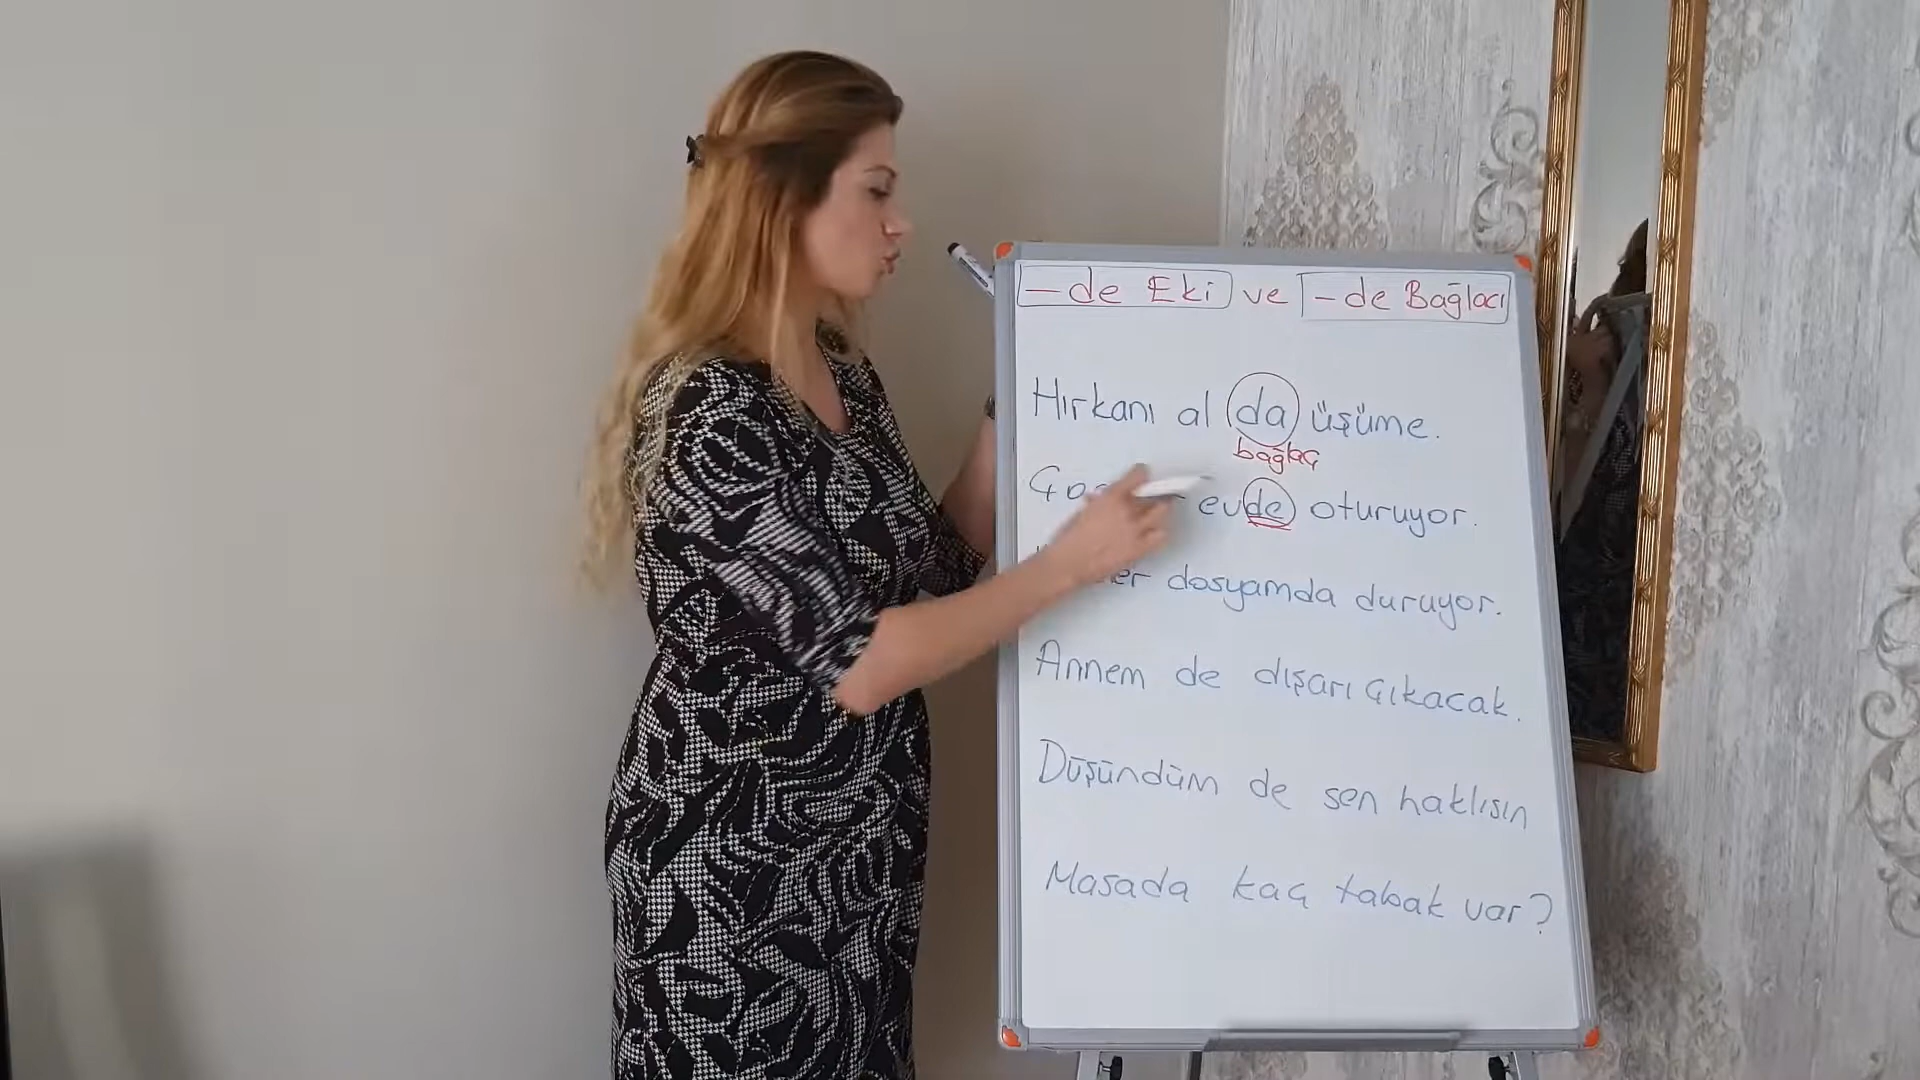 -de Eki ve -de Bağlacı
Hırkanı al da üşüme.
bağlaç
evde oturuyor.
dosyamda duruyor.
Annem de dışarı çıkacak.
Düşündüm de sen haklısın
Masada kaç tabak var?